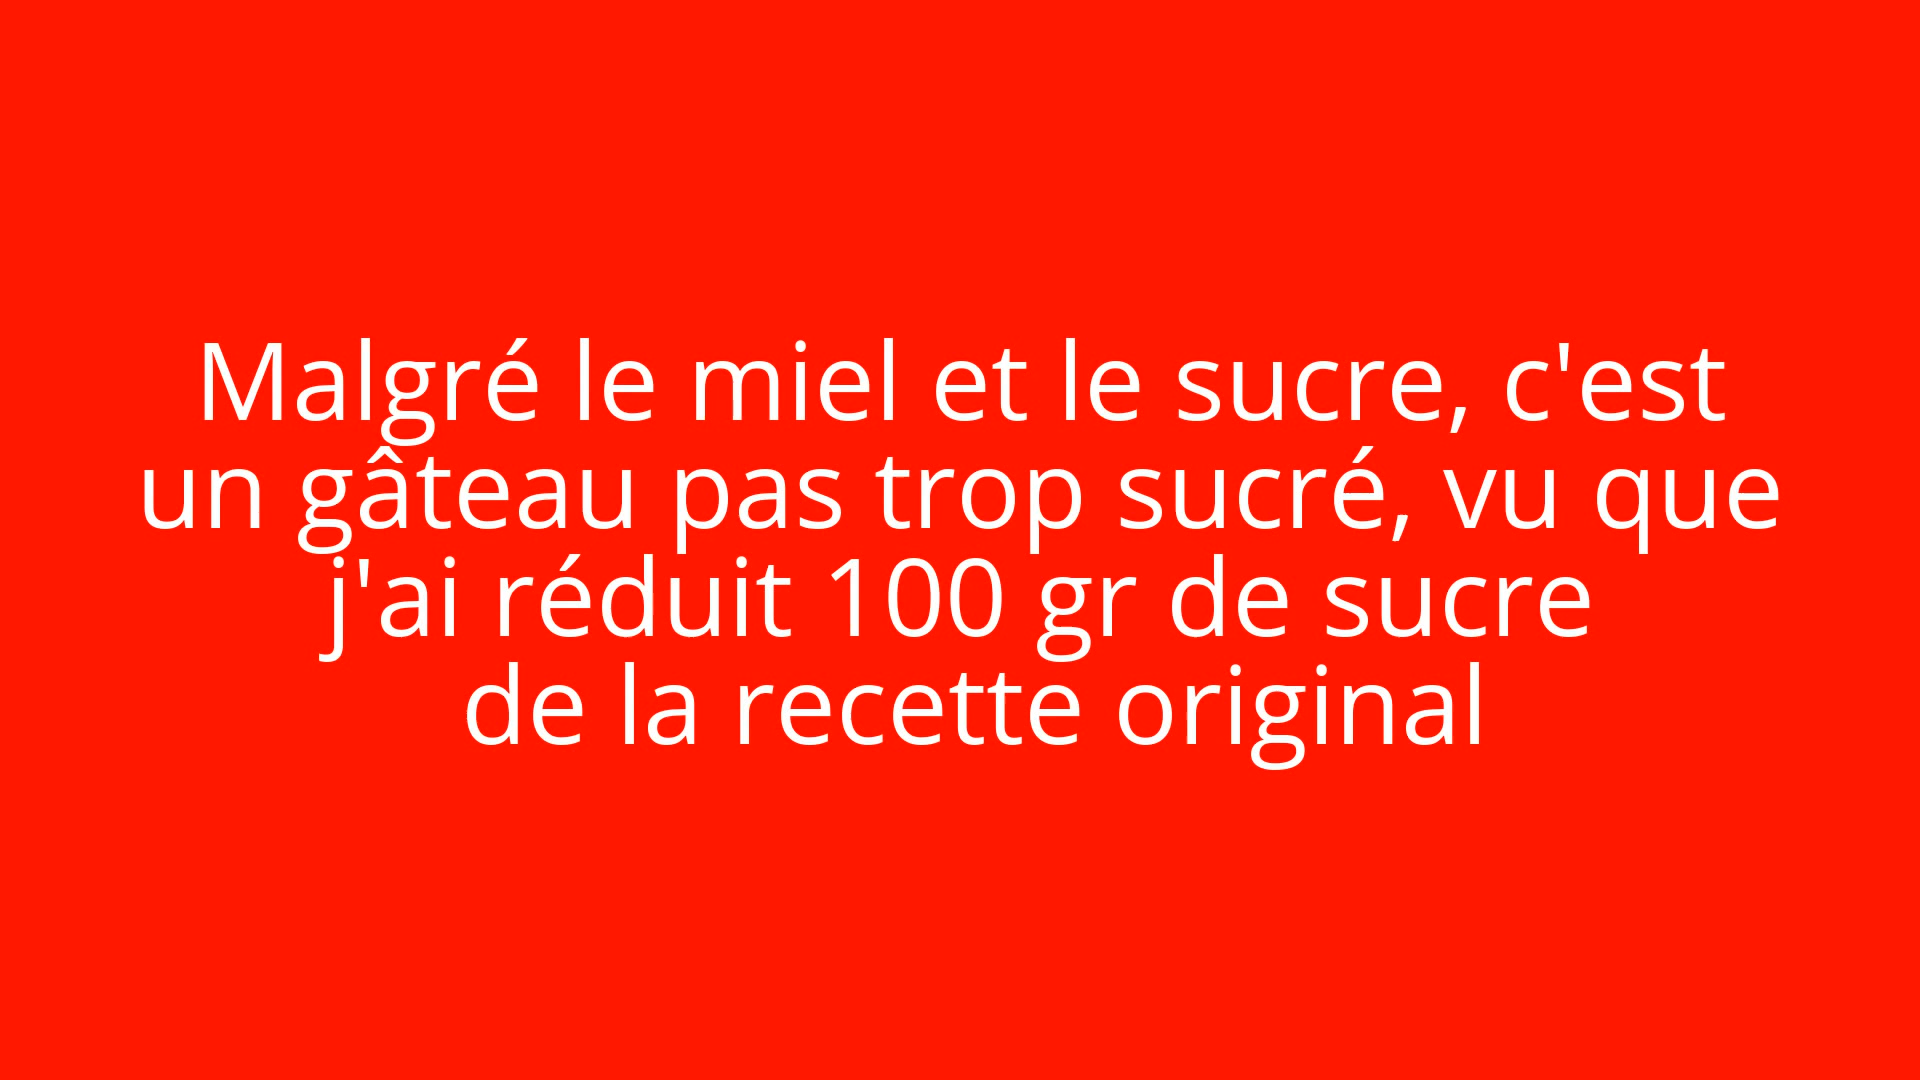 Malgré le miel et le sucre, c'est
un gâteau pas trop sucré, vu que
j'ai réduit 100 gr de sucre
de la recette original